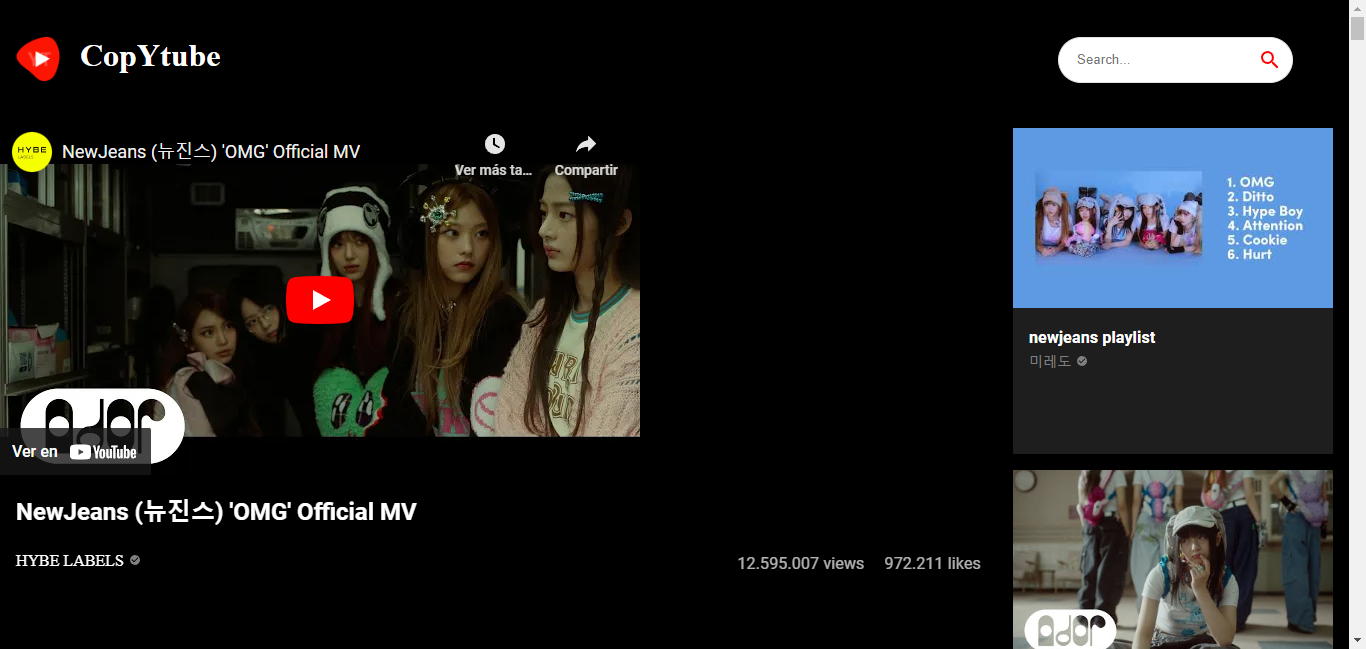 CopYtube
Search...
HYBE
LABELS
NewJeans (뉴진스) 'OMG' Official MV
Ver más ta...
Compartir
Ador
Ver en YouTube
NewJeans (뉴진스) 'OMG' Official MV
HYBE LABELS
12.595.007 views
972.211 likes
1. OMG
2. Ditto
3. Hype Boy
4. Attention
5. Cookie
6. Hurt
newjeans playlist
미레도
Ador